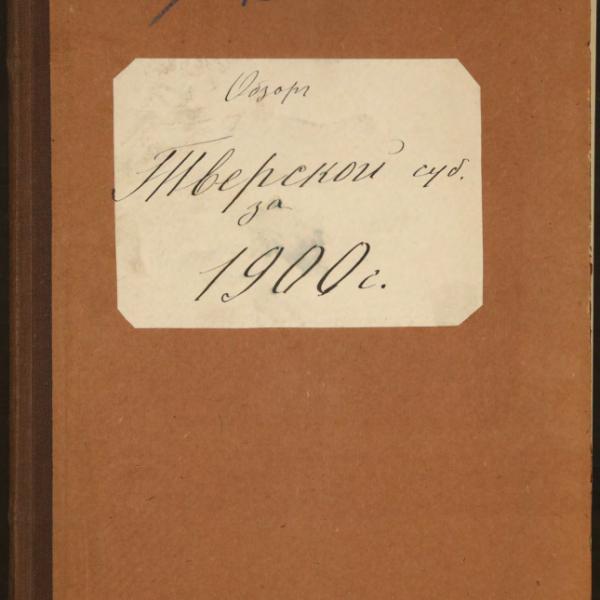 Обзоръ
Тверской губ.
за
1900 г.